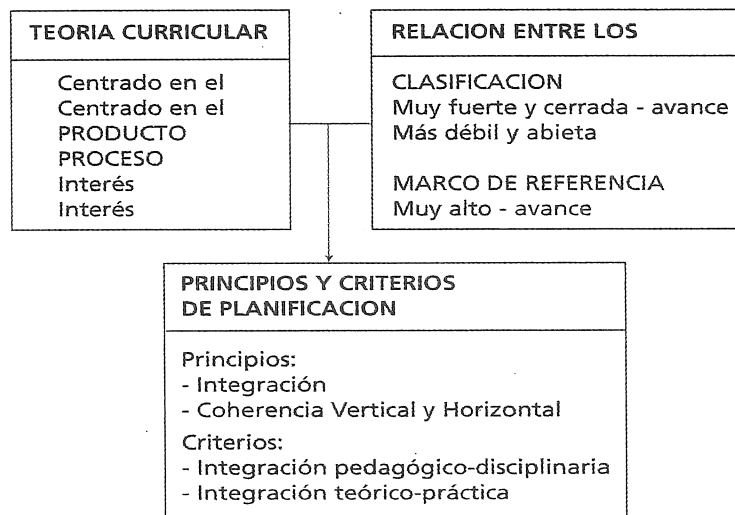 TEORIA CURRICULAR
Centrado en el
Centrado en el
PRODUCTO
PROCESO
Interés
Interés
RELACION ENTRE LOS
CLASIFICACION
Muy fuerte y cerrada - avance
Más débil y abieta
MARCO DE REFERENCIA
Muy alto - avance
PRINCIPIOS Y CRITERIOS
DE PLANIFICACION
Principios:
- Integración
- Coherencia Vertical y Horizontal
Criterios:
- Integración pedagógico-disciplinaria
- Integración teórico-práctica